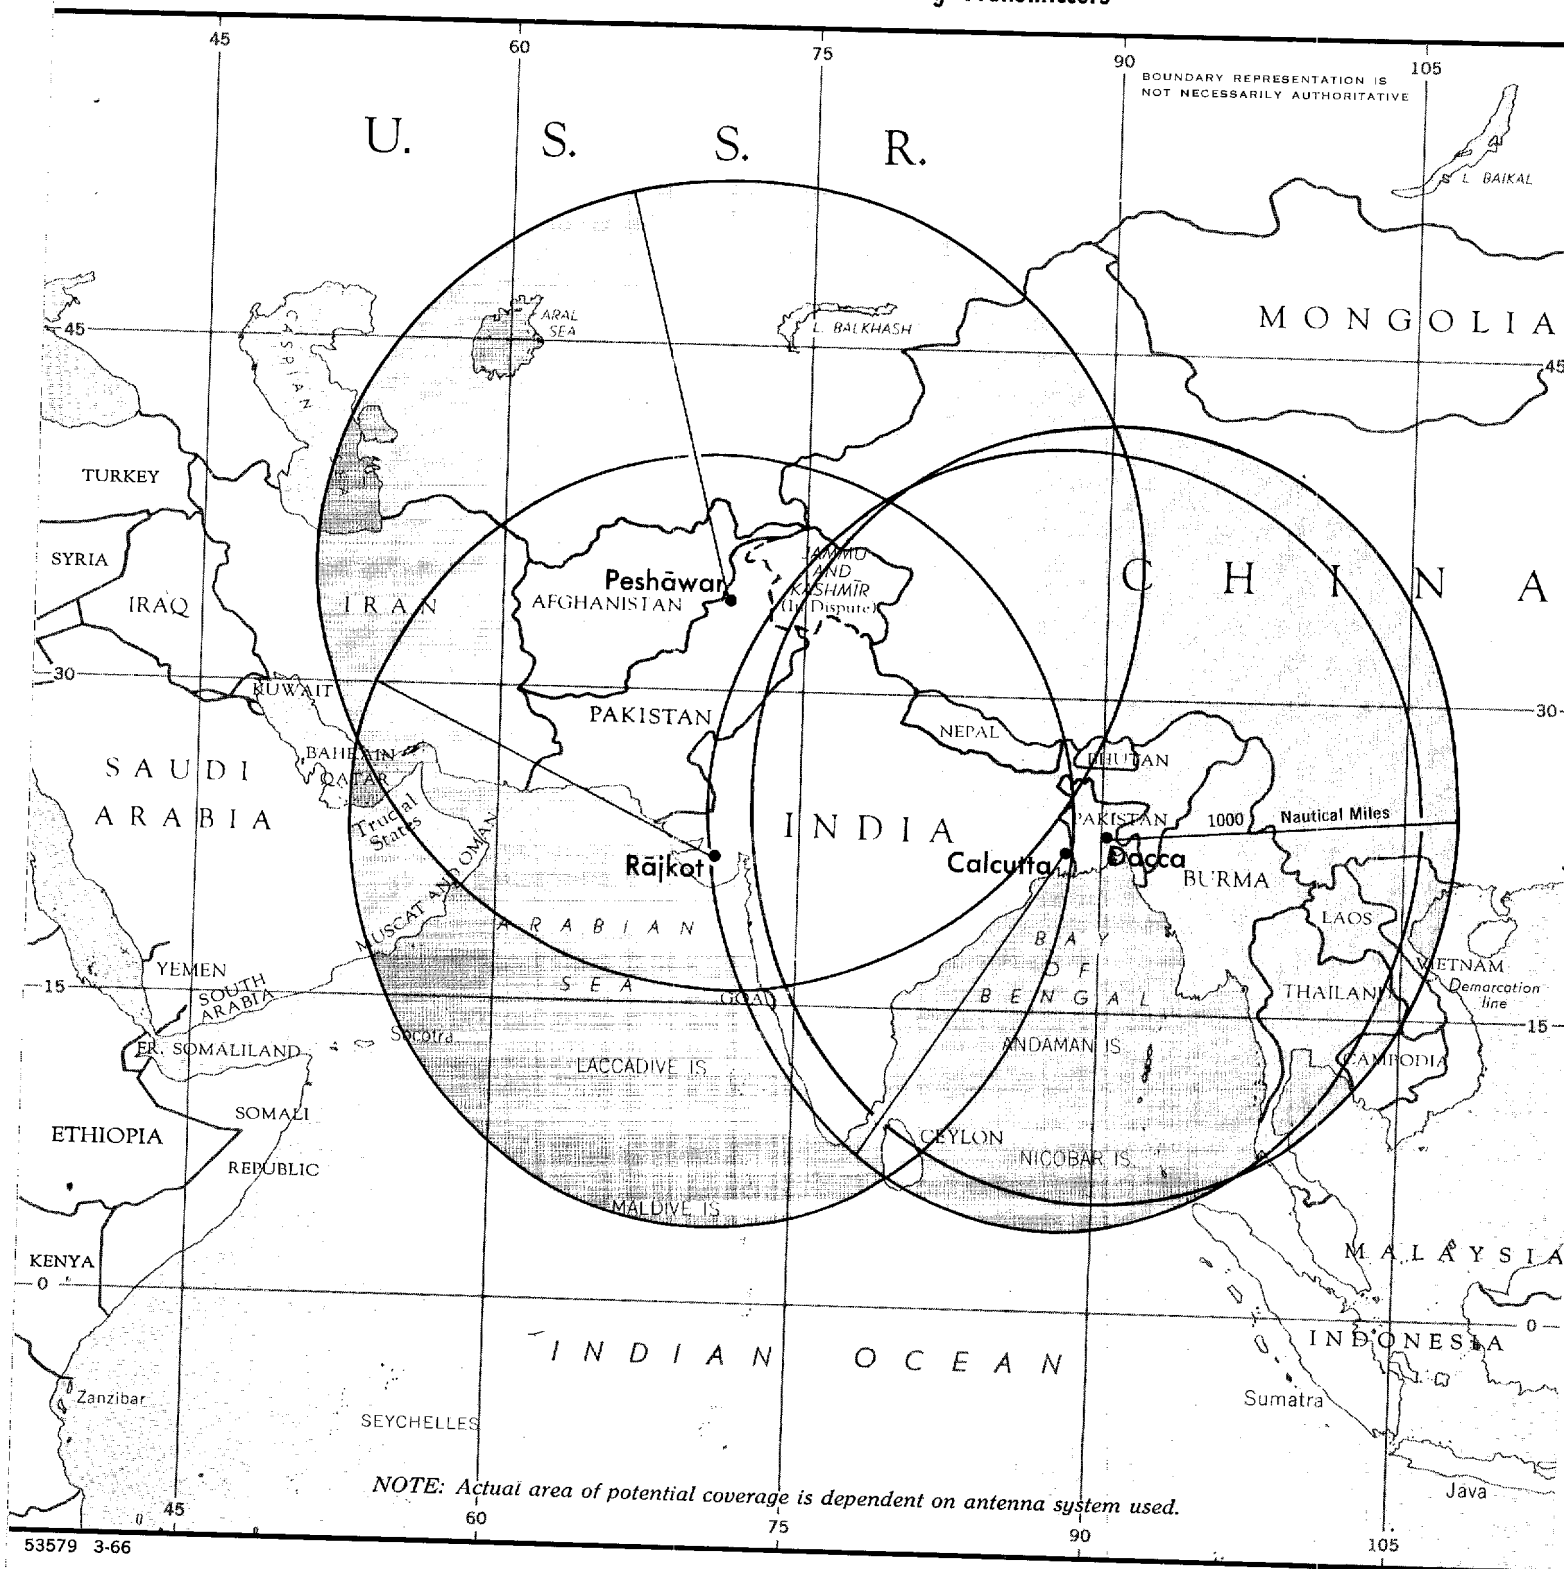 Transmitters
45 60 75 90 105
BOUNDARY REPRESENTATION IS
NOT NECESSARILY AUTHORITATIVE
U. S. S. R.
L. BAIKAL
MONGOLIA
ARAL
SEA
L. BALKHASH
CASPIAN
45
45
TURKEY
SYRIA
IRAQ
IRAN
Peshāwar
AFGHANISTAN
JAMMU
AND
KASHMĪR
(In Dispute)
CHINA
30
30
KUWAIT
PAKISTAN
NEPAL
BHUTAN
BAHRAIN
QATAR
SAUDI
ARABIA
Trucial
States
MUSCAT AND OMAN
INDIA
PAKISTAN
1000 Nautical Miles
Rājkot
Calcutta
Dacca
BURMA
LAOS
ARABIAN
SEA
BAY
OF
BENGAL
GOA
YEMEN
SOUTH
ARABIA
VIETNAM
Demarcation
line
THAILAND
15
15
Socotra
FR. SOMALILAND
LACCADIVE IS
ANDAMAN IS
CAMBODIA
SOMALI
REPUBLIC
ETHIOPIA
CEYLON
NICOBAR IS
MALDIVE IS
KENYA
MALAYSIA
0
0
INDONESIA
INDIAN OCEAN
Zanzibar
SEYCHELLES
Sumatra
Java
NOTE: Actual area of potential coverage is dependent on antenna system used.
45 60 75 90 105
53579 3-66